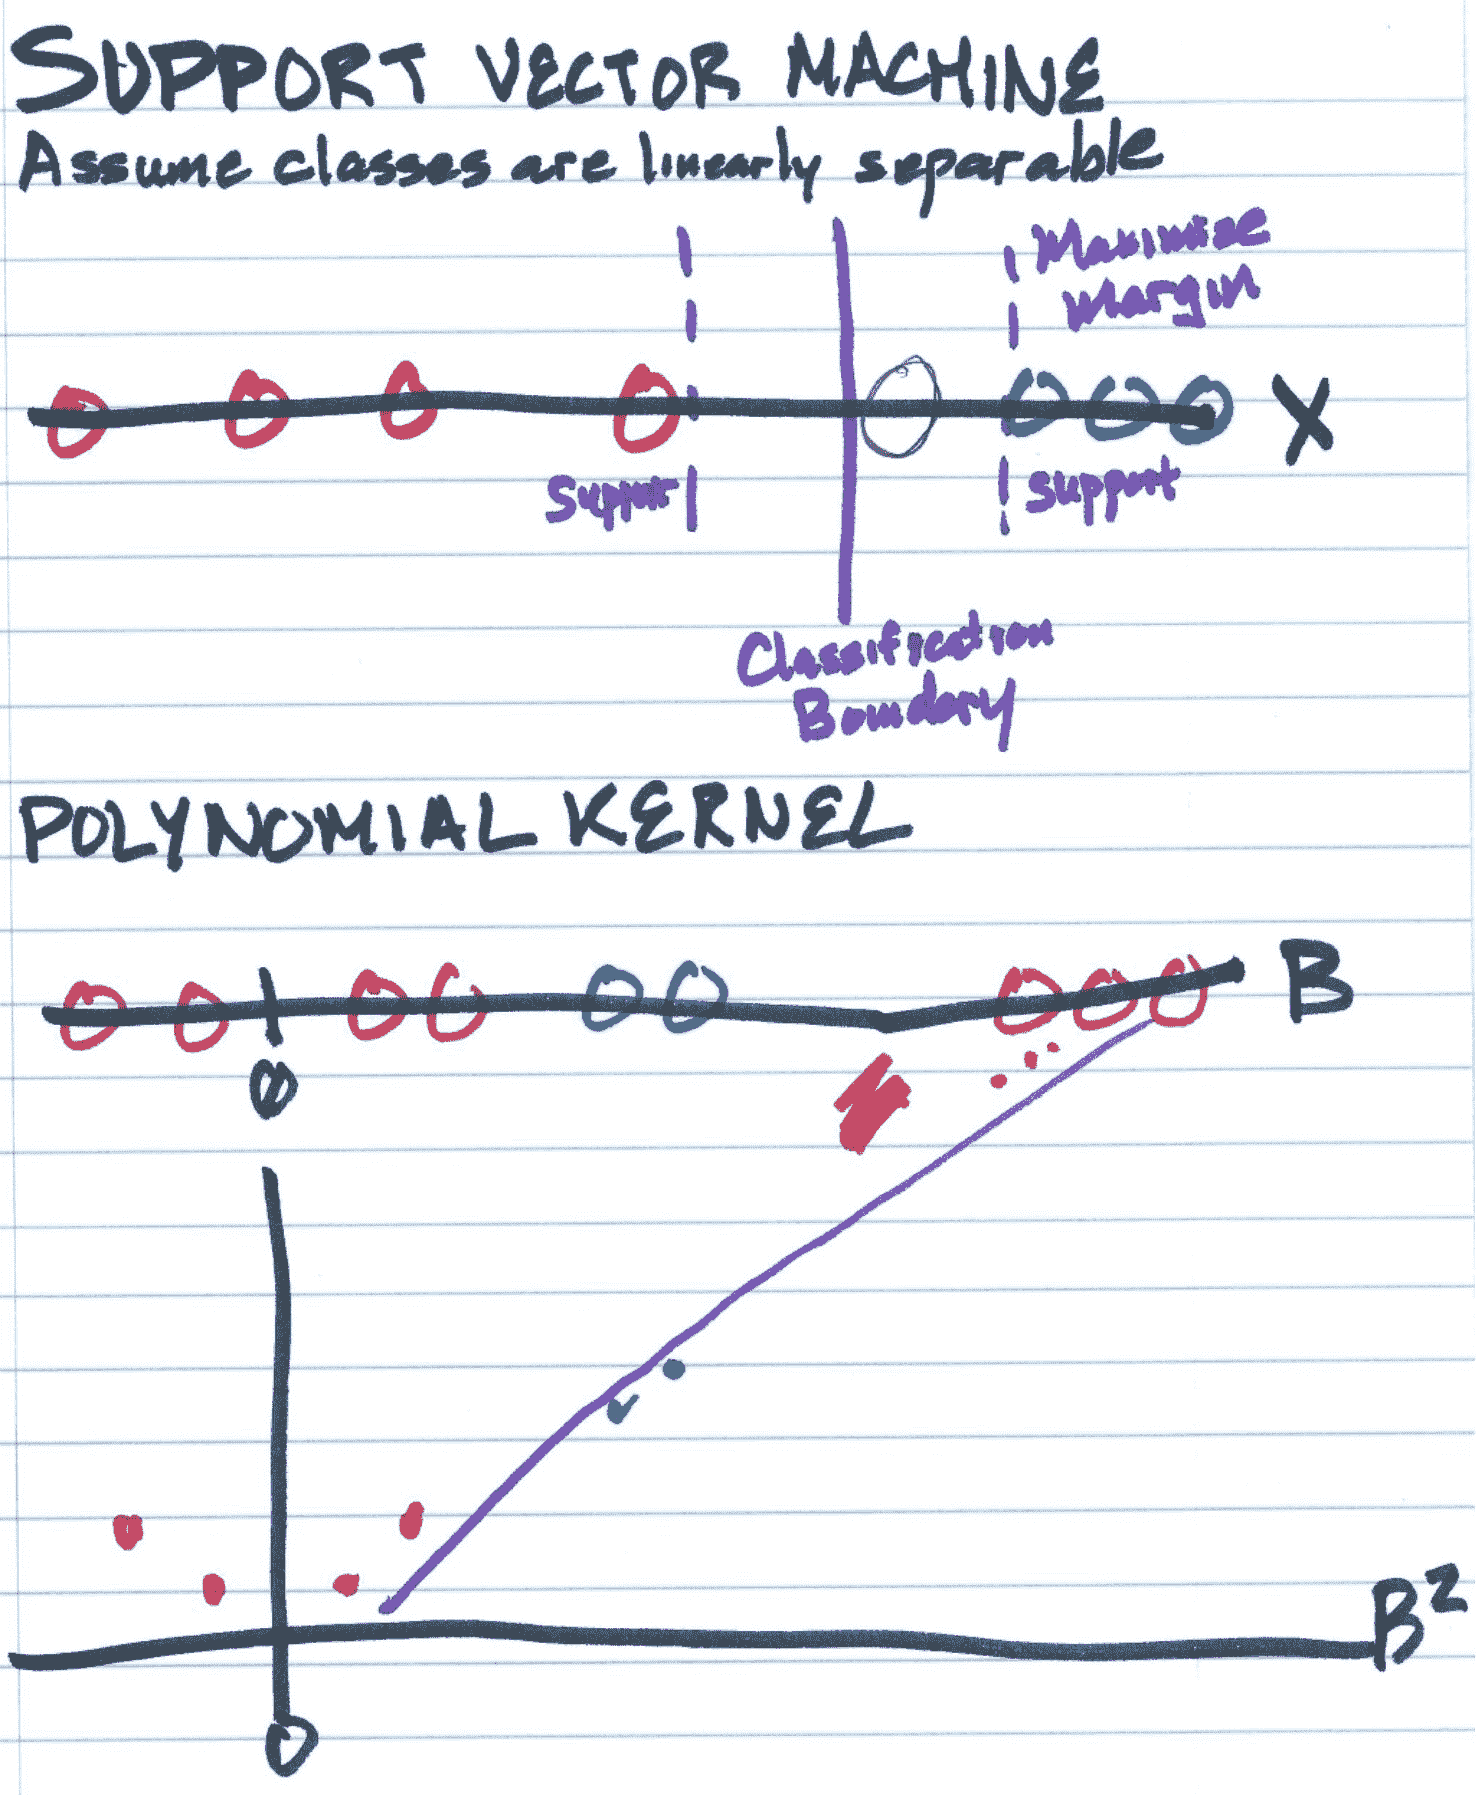 SUPPORT VECTOR MACHINE
Assume classes are linearly separable
Maximize
Margin
X
Support
support
Classification
Boundary
POLYNOMIAL KERNEL
B
0
B²
0